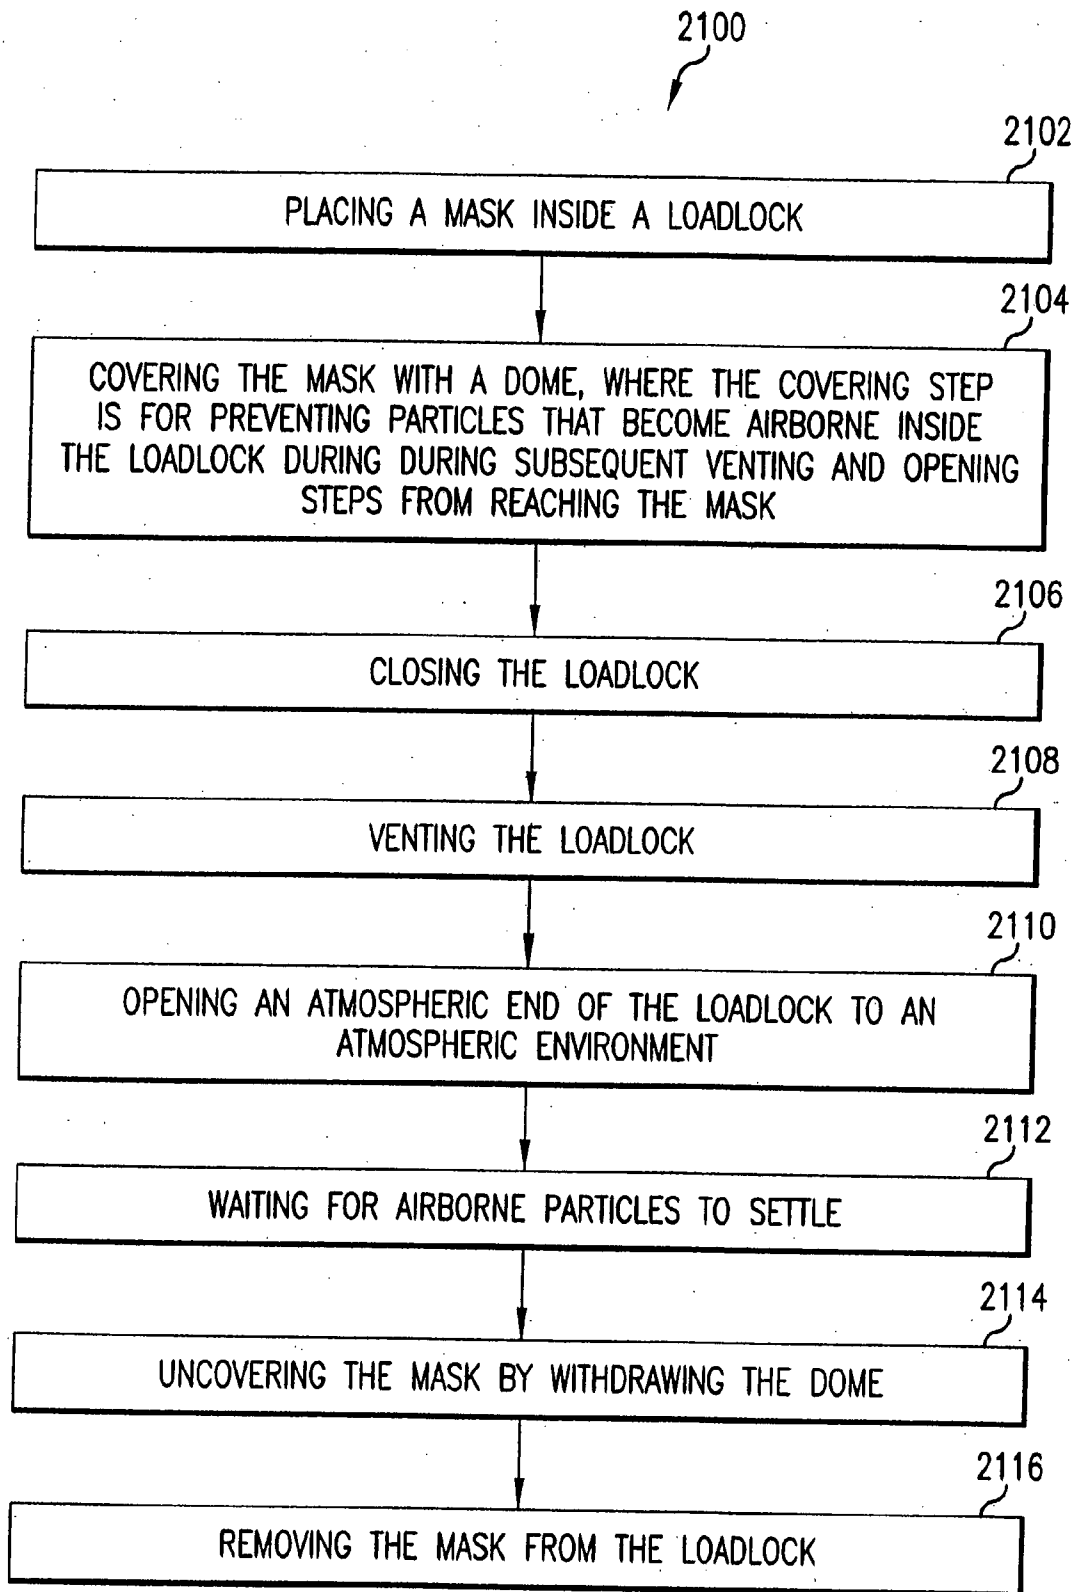 2100
2102
PLACING A MASK INSIDE A LOADLOCK
2104
COVERING THE MASK WITH A DOME, WHERE THE COVERING STEP
IS FOR PREVENTING PARTICLES THAT BECOME AIRBORNE INSIDE
THE LOADLOCK DURING DURING SUBSEQUENT VENTING AND OPENING
STEPS FROM REACHING THE MASK
2106
CLOSING THE LOADLOCK
2108
VENTING THE LOADLOCK
2110
OPENING AN ATMOSPHERIC END OF THE LOADLOCK TO AN
ATMOSPHERIC ENVIRONMENT
2112
WAITING FOR AIRBORNE PARTICLES TO SETTLE
2114
UNCOVERING THE MASK BY WITHDRAWING THE DOME
2116
REMOVING THE MASK FROM THE LOADLOCK